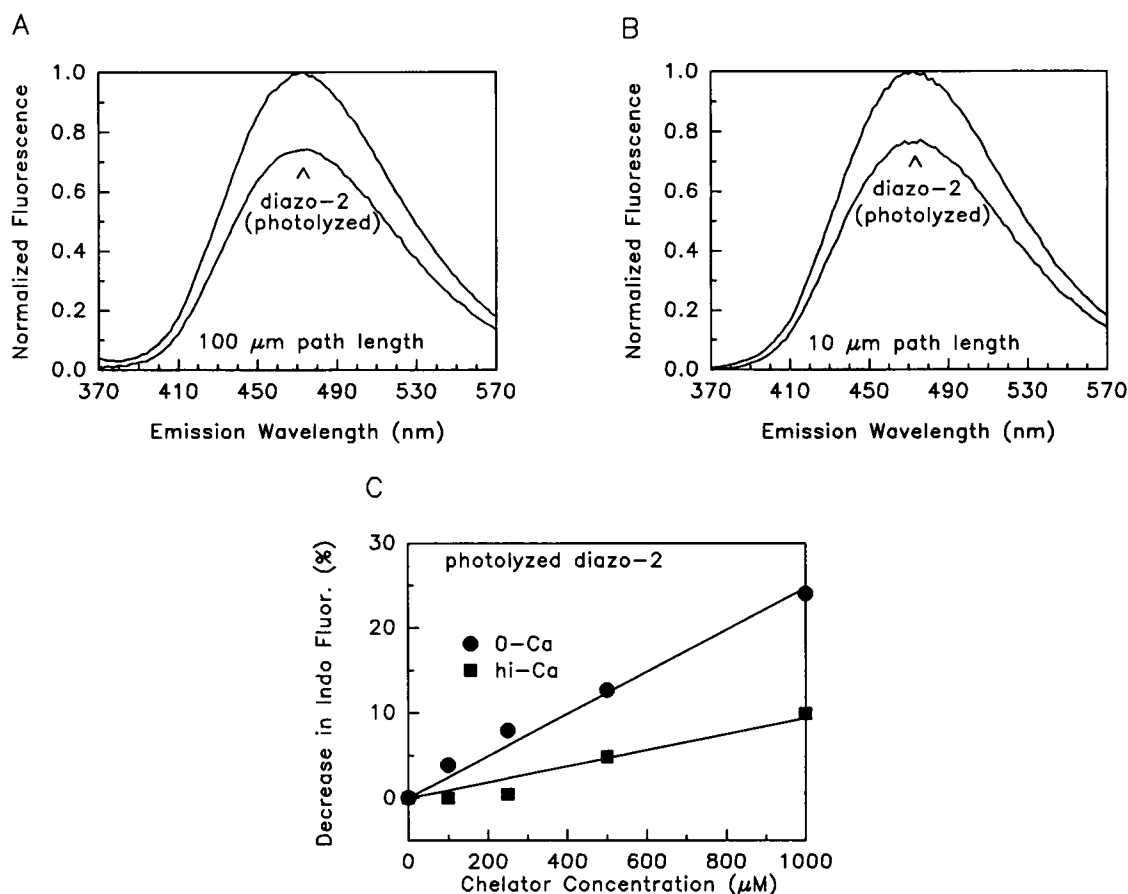 A
Normalized Fluorescence
1.0
0.8
0.6
0.4
0.2
0.0
diazo-2
(photolyzed)
100 μm path length
370 410 450 490 530 570
Emission Wavelength (nm)
B
Normalized Fluorescence
1.0
0.8
0.6
0.4
0.2
0.0
diazo-2
(photolyzed)
10 μm path length
370 410 450 490 530 570
Emission Wavelength (nm)
C
Decrease in Indo Fluor. (%)
30
20
10
0
photolyzed diazo-2
0-Ca
hi-Ca
0 200 400 600 800 1000
Chelator Concentration (μM)